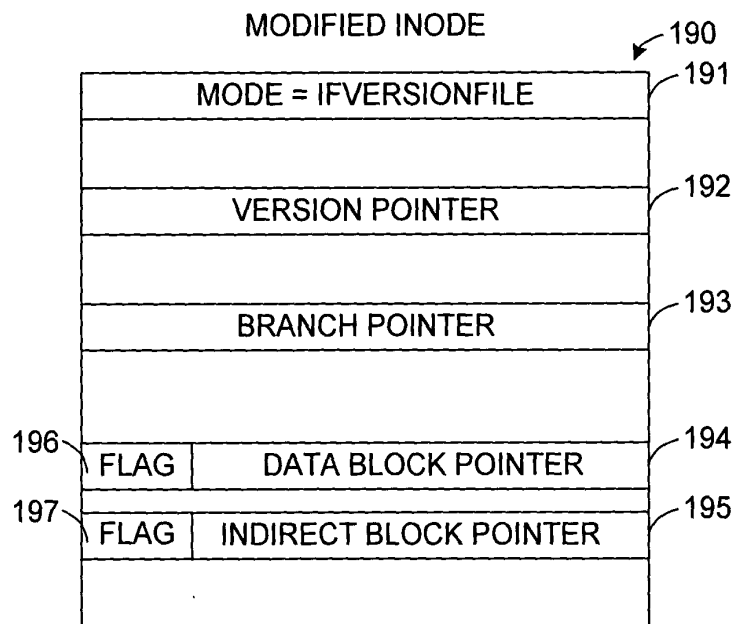 MODIFIED INODE
190
MODE = IFVERSIONFILE 191
VERSION POINTER 192
BRANCH POINTER 193
196 FLAG DATA BLOCK POINTER 194
197 FLAG INDIRECT BLOCK POINTER 195